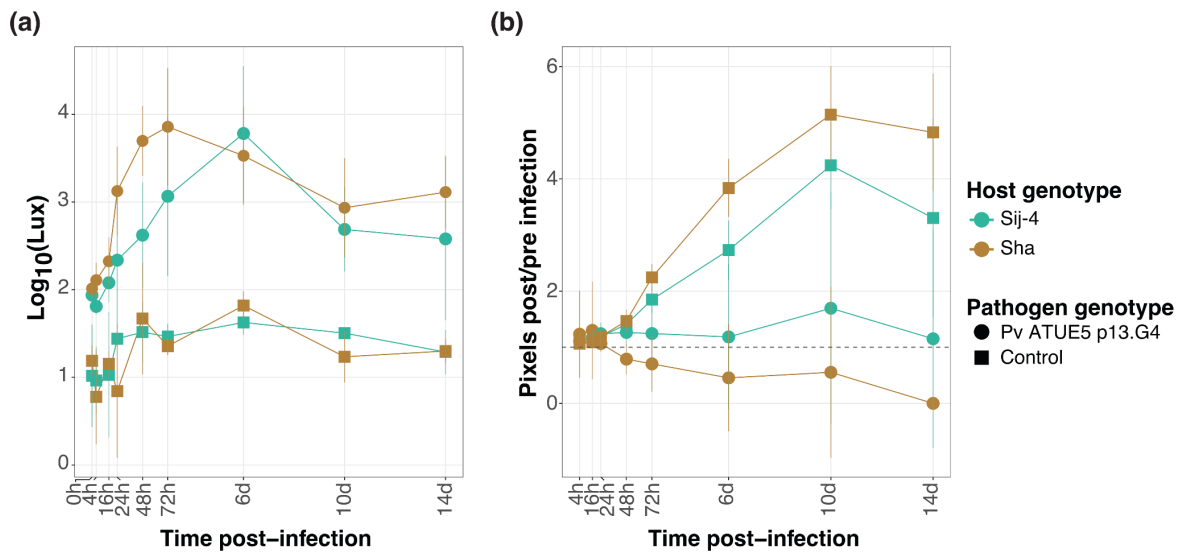 (a)
Log10(Lux)
4
3
2
1
0
0h
4h
16h
24h
48h
72h
6d
10d
14d
Time post–infection
(b)
Pixels post/pre infection
6
4
2
0
4h
16h
24h
48h
72h
6d
10d
14d
Time post–infection
Host genotype
Sij-4
Sha
Pathogen genotype
Pv ATUE5 p13.G4
Control